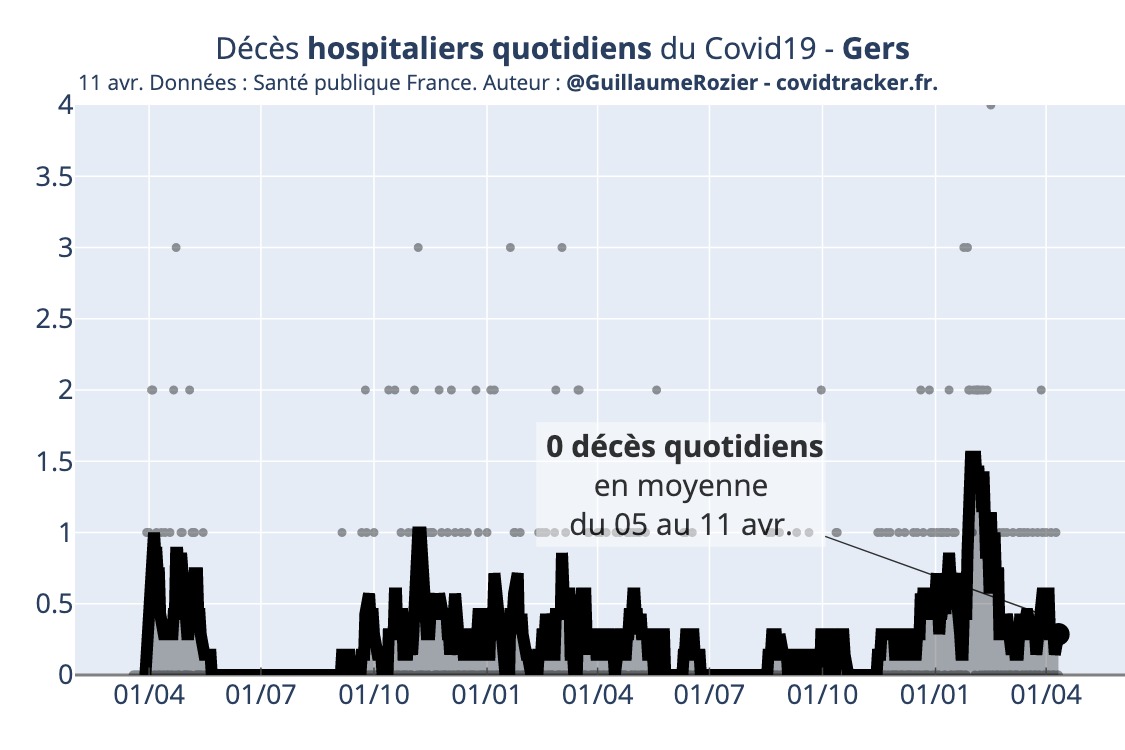 Décès hospitaliers quotidiens du Covid19 - Gers
11 avr. Données : Santé publique France. Auteur : @GuillaumeRozier - covidtracker.fr.
4
3.5
3
2.5
2
1.5
1
0.5
0
0 décès quotidiens
en moyenne
du 05 au 11 avr.
01/04 01/07 01/10 01/01 01/04 01/07 01/10 01/01 01/04